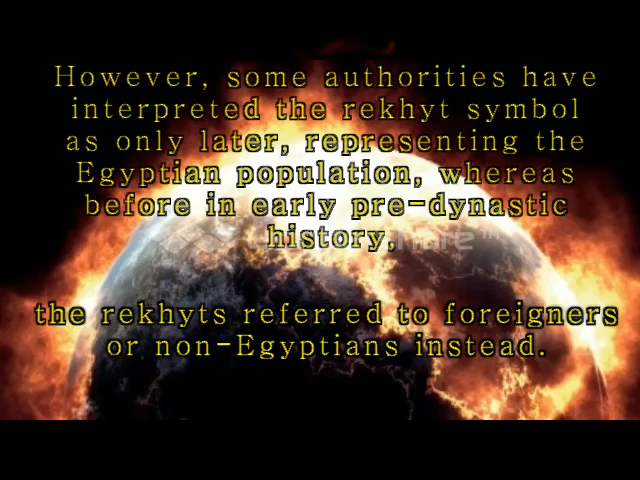 However, some authorities have
interpreted the rekhyt symbol
as only later, representing the
Egyptian population, whereas
before in early pre-dynastic
history,
the rekhyts referred to foreigners
or non-Egyptians instead.